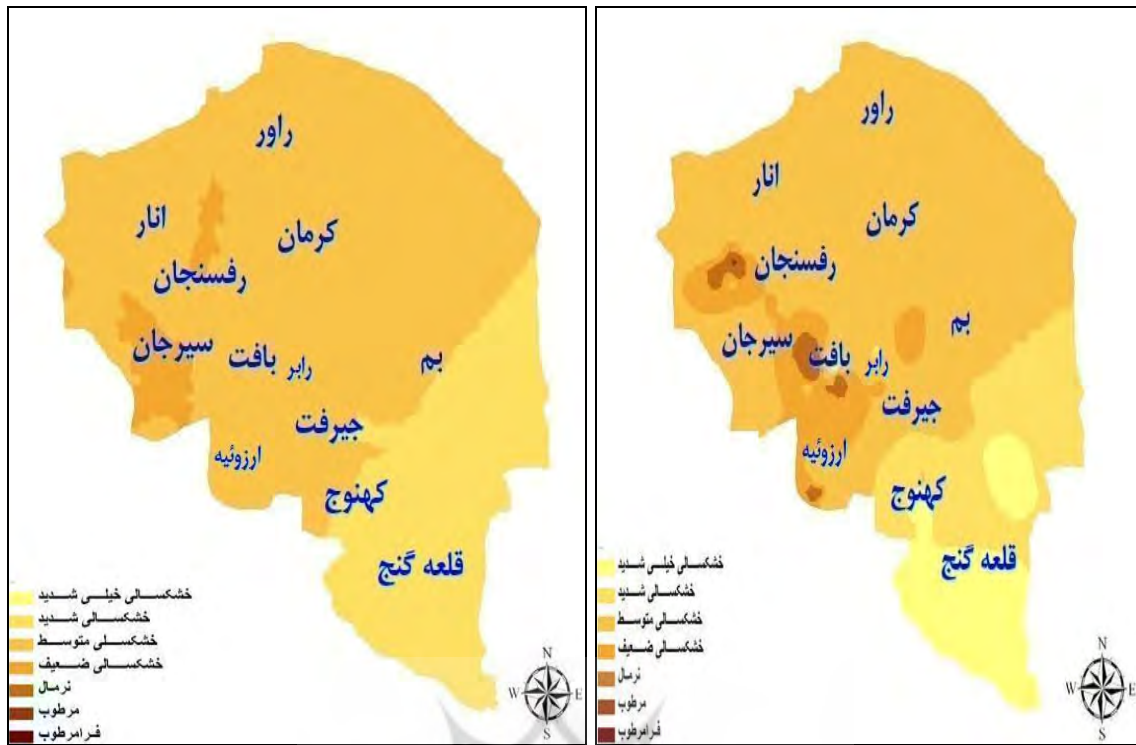 راور
انار
کرمان
رفسنجان
سیرجان
بافت
رابر
بم
جیرفت
ارزوئیه
کهنوج
قلعه گنج
خشکسالی خیلی شدید
خشکسالی شدید
خشکسلی متوسط
خشکسالی ضعیف
نرمال
مرطوب
فرامرطوب
N
W
E
S
راور
انار
کرمان
رفسنجان
بم
سیرجان
بافت
رابر
جیرفت
ارزوئیه
کهنوج
قلعه گنج
خشکسالی خیلی شدید
خشکسالی شدید
خشکسالی متوسط
خشکسالی ضعیف
نرمال
مرطوب
فرامرطوب
N
W
E
S